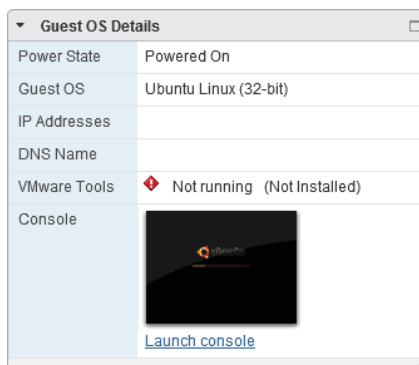 Guest OS Details
Power State Powered On
Guest OS Ubuntu Linux (32-bit)
IP Addresses
DNS Name
VMware Tools Not running (Not Installed)
Console
ubuntu
Launch console